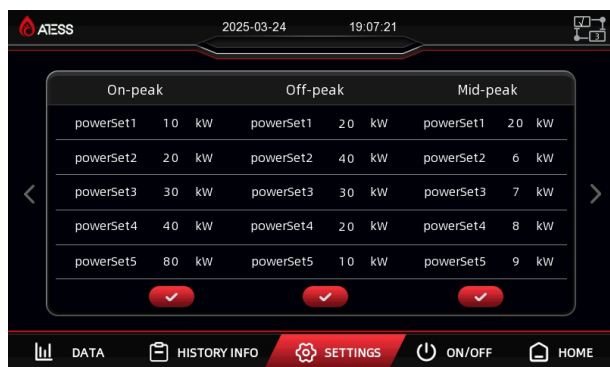 ATESS 2025-03-24 19:07:21
3
On-peak Off-peak Mid-peak
powerSet1 10 kW powerSet1 20 kW powerSet1 20 kW
powerSet2 20 kW powerSet2 40 kW powerSet2 6 kW
powerSet3 30 kW powerSet3 30 kW powerSet3 7 kW
powerSet4 40 kW powerSet4 20 kW powerSet4 8 kW
powerSet5 80 kW powerSet5 10 kW powerSet5 9 kW
DATA HISTORY INFO SETTINGS ON/OFF HOME